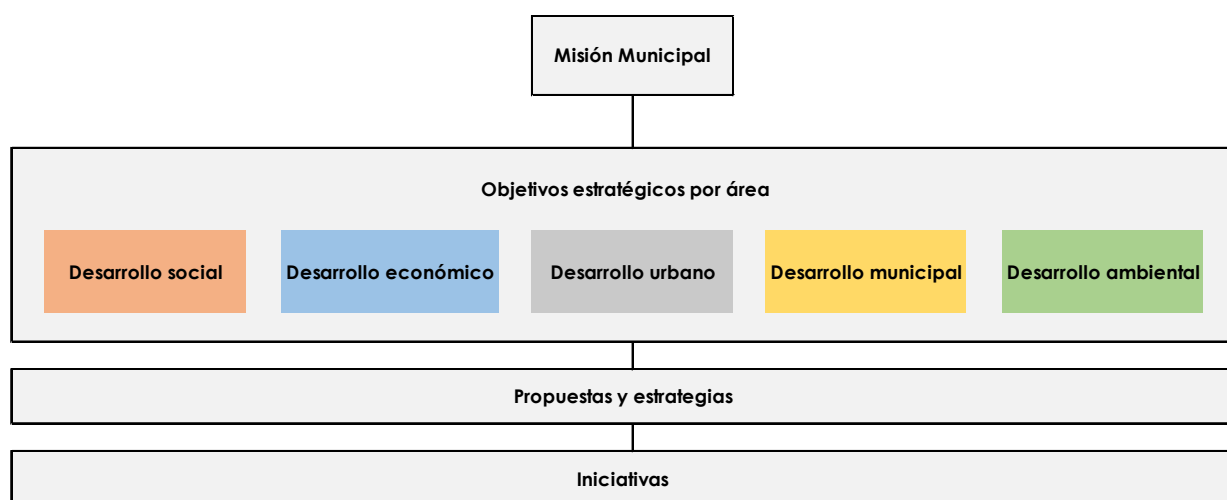 Misión Municipal
Objetivos estratégicos por área
Desarrollo social
Desarrollo económico
Desarrollo urbano
Desarrollo municipal
Desarrollo ambiental
Propuestas y estrategias
Iniciativas